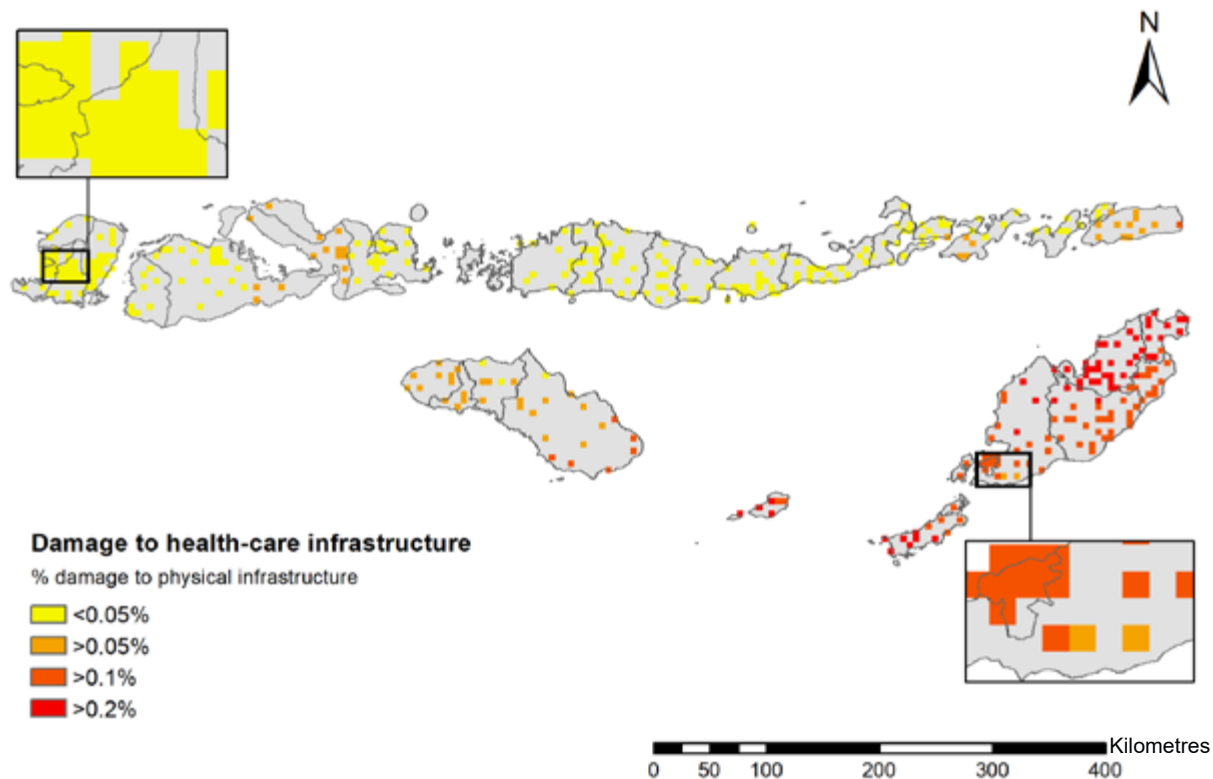 N
Damage to health-care infrastructure
% damage to physical infrastructure
<0.05%
>0.05%
>0.1%
>0.2%
Kilometres
0 50 100 200 300 400